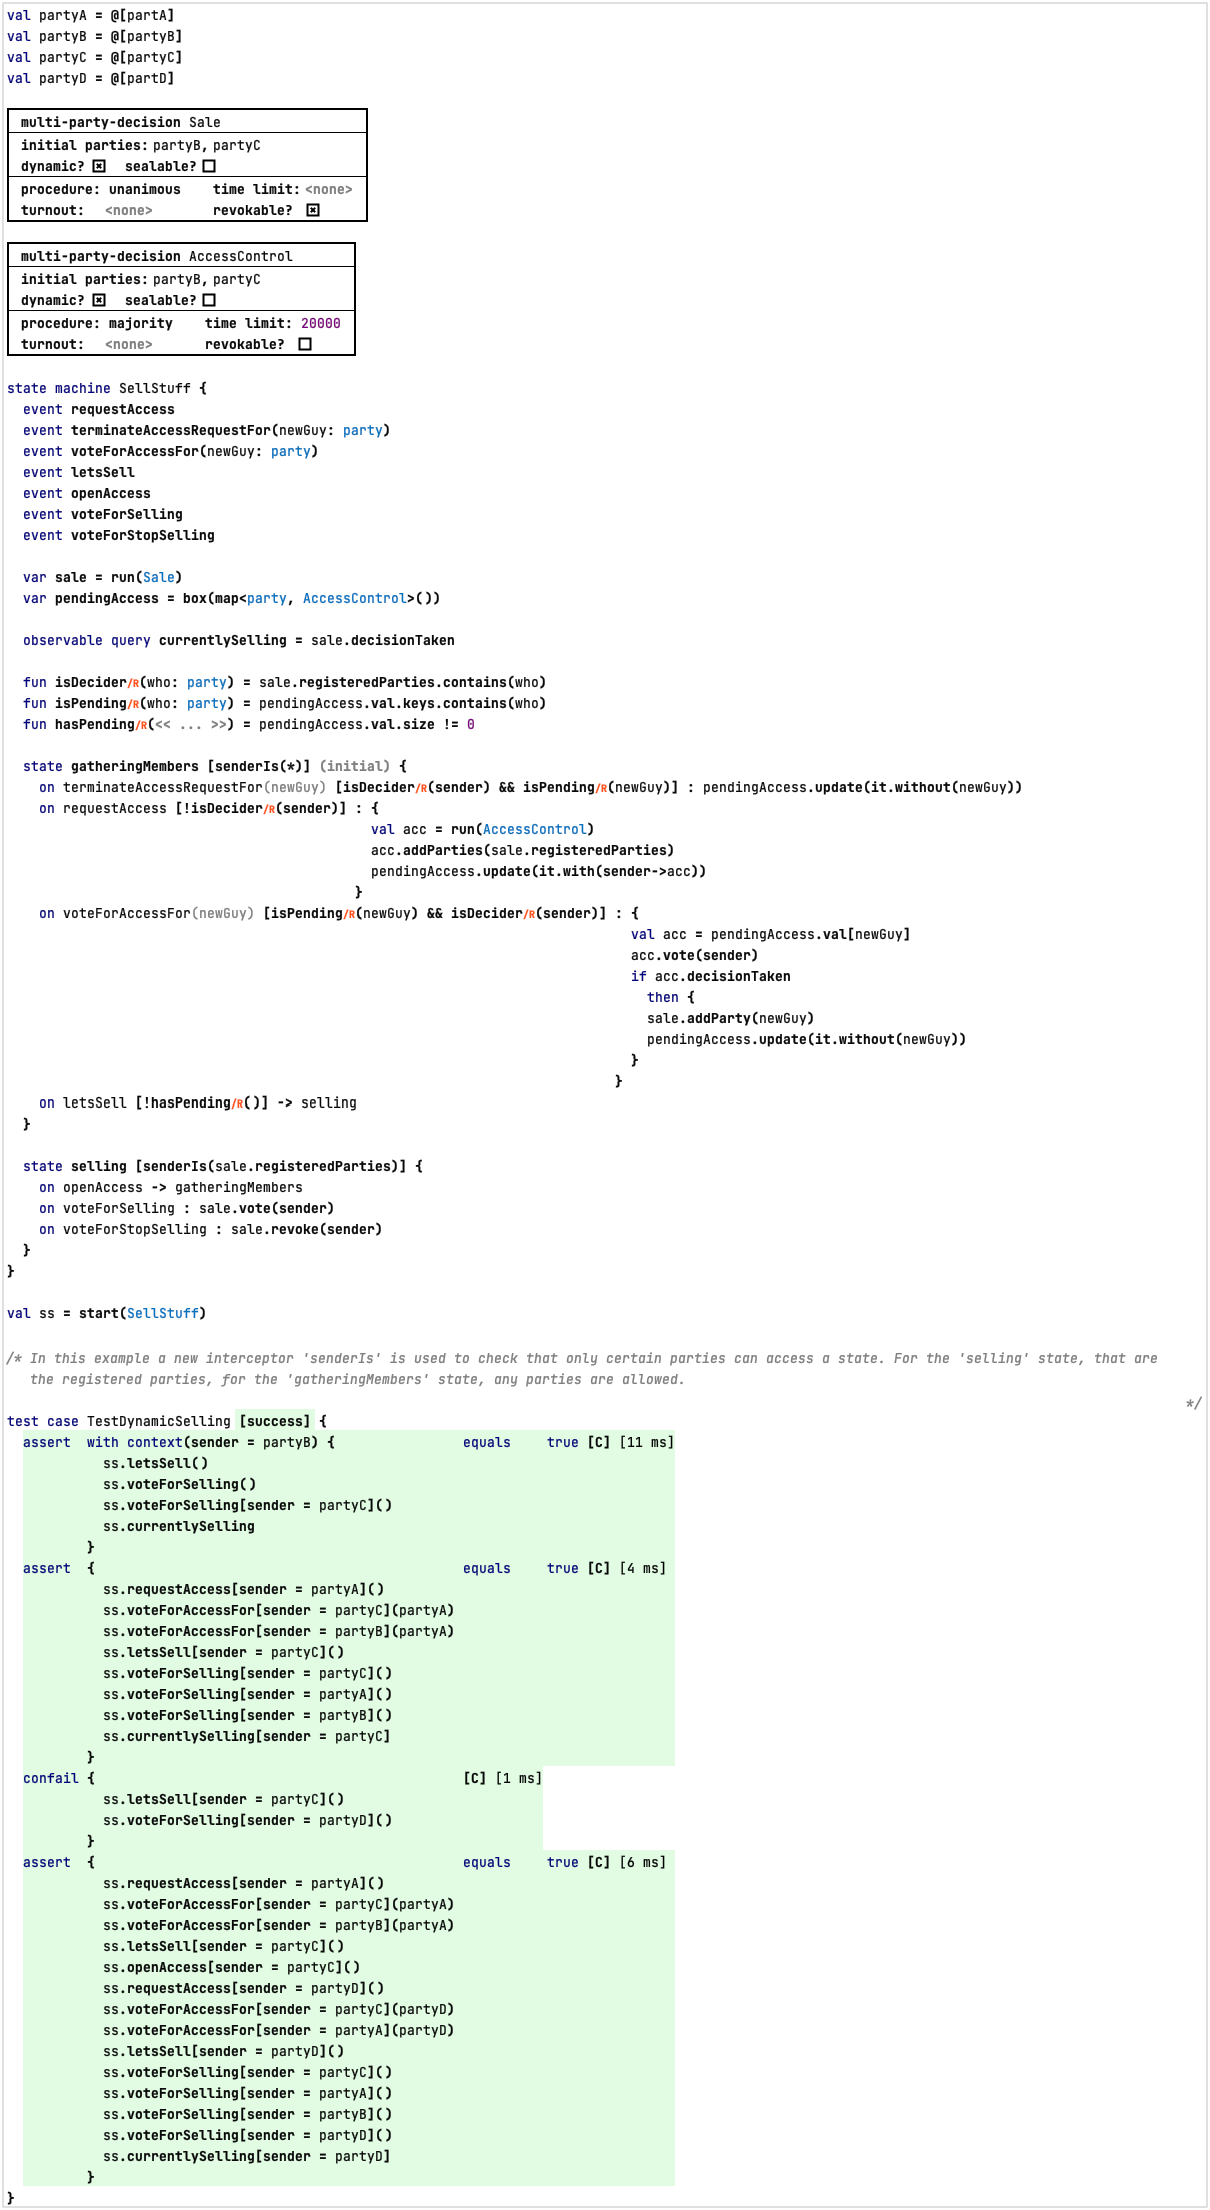 val partyA = @[partA]
val partyB = @[partyB]
val partyC = @[partyC]
val partyD = @[partD]
multi-party-decision Sale
initial parties: partyB, partyC
dynamic? ☒ sealable? ☐
procedure: unanimous time limit: <none>
turnout: <none> revokable? ☒
multi-party-decision AccessControl
initial parties: partyB, partyC
dynamic? ☒ sealable? ☐
procedure: majority time limit: 20000
turnout: <none> revokable? ☐
state machine SellStuff {
event requestAccess
event terminateAccessRequestFor(newGuy: party)
event voteForAccessFor(newGuy: party)
event letsSell
event openAccess
event voteForSelling
event voteForStopSelling
var sale = run(Sale)
var pendingAccess = box(map<party, AccessControl>())
observable query currentlySelling = sale.decisionTaken
fun isDecider/R(who: party) = sale.registeredParties.contains(who)
fun isPending/R(who: party) = pendingAccess.val.keys.contains(who)
fun hasPending/R(<< ... >>) = pendingAccess.val.size != 0
state gatheringMembers [senderIs(*)] (initial) {
on terminateAccessRequestFor(newGuy) [isDecider/R(sender) && isPending/R(newGuy)] : pendingAccess.update(it.without(newGuy))
on requestAccess [!isDecider/R(sender)] : {
val acc = run(AccessControl)
acc.addParties(sale.registeredParties)
pendingAccess.update(it.with(sender->acc))
}
on voteForAccessFor(newGuy) [isPending/R(newGuy) && isDecider/R(sender)] : {
val acc = pendingAccess.val[newGuy]
acc.vote(sender)
if acc.decisionTaken
then {
sale.addParty(newGuy)
pendingAccess.update(it.without(newGuy))
}
}
on letsSell [!hasPending/R()] -> selling
}
state selling [senderIs(sale.registeredParties)] {
on openAccess -> gatheringMembers
on voteForSelling : sale.vote(sender)
on voteForStopSelling : sale.revoke(sender)
}
}
val ss = start(SellStuff)
/* In this example a new interceptor 'senderIs' is used to check that only certain parties can access a state. For the 'selling' state, that are
the registered parties, for the 'gatheringMembers' state, any parties are allowed.
*/
test case TestDynamicSelling [success] {
assert with context(sender = partyB) { equals true [C] [11 ms]
ss.letsSell()
ss.voteForSelling()
ss.voteForSelling[sender = partyC]()
ss.currentlySelling
}
assert { equals true [C] [4 ms]
ss.requestAccess[sender = partyA]()
ss.voteForAccessFor[sender = partyC](partyA)
ss.voteForAccessFor[sender = partyB](partyA)
ss.letsSell[sender = partyC]()
ss.voteForSelling[sender = partyC]()
ss.voteForSelling[sender = partyA]()
ss.voteForSelling[sender = partyB]()
ss.currentlySelling[sender = partyC]
}
confail { [C] [1 ms]
ss.letsSell[sender = partyC]()
ss.voteForSelling[sender = partyD]()
}
assert { equals true [C] [6 ms]
ss.requestAccess[sender = partyA]()
ss.voteForAccessFor[sender = partyC](partyA)
ss.voteForAccessFor[sender = partyB](partyA)
ss.letsSell[sender = partyC]()
ss.openAccess[sender = partyC]()
ss.requestAccess[sender = partyD]()
ss.voteForAccessFor[sender = partyC](partyD)
ss.voteForAccessFor[sender = partyA](partyD)
ss.letsSell[sender = partyD]()
ss.voteForSelling[sender = partyC]()
ss.voteForSelling[sender = partyA]()
ss.voteForSelling[sender = partyB]()
ss.voteForSelling[sender = partyD]()
ss.currentlySelling[sender = partyD]
}
}